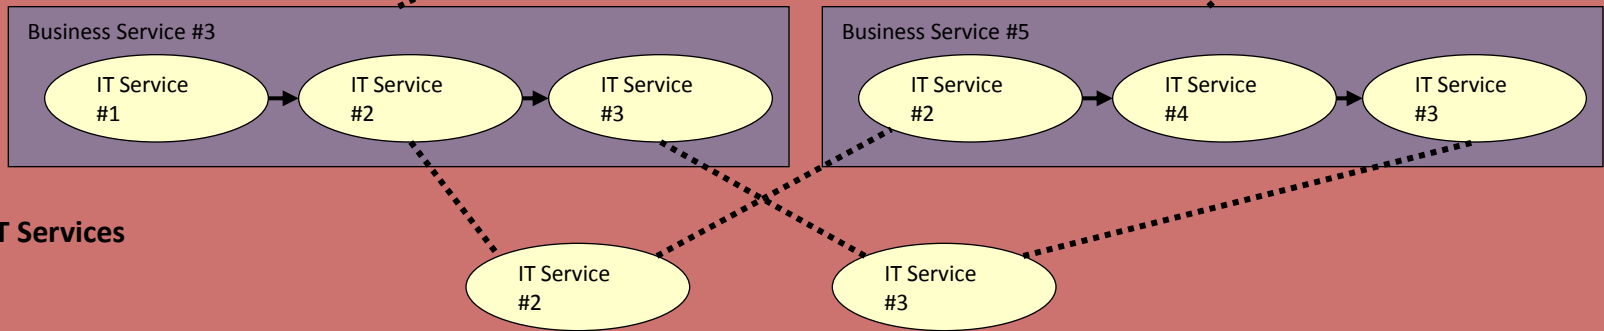 Business Service #3
IT Service
#1
IT Service
#2
IT Service
#3
Business Service #5
IT Service
#2
IT Service
#4
IT Service
#3
T Services
IT Service
#2
IT Service
#3